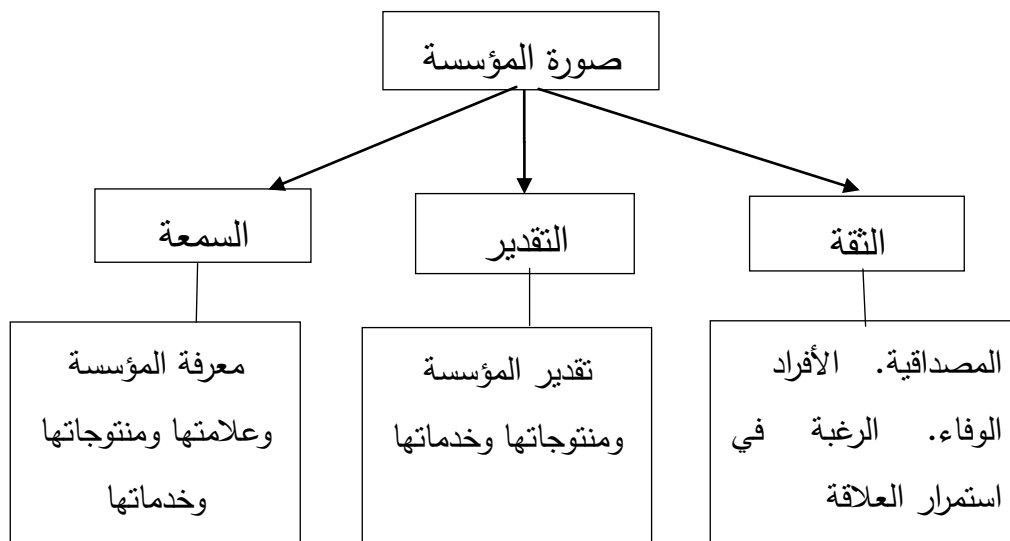 صورة المؤسسة
الثقة
التقدير
السمعة
المصداقية. الأفراد
الوفاء. الرغبة في
استمرار العلاقة
تقدير المؤسسة
ومنتوجاتها وخدماتها
معرفة المؤسسة
وعلامتها ومنتوجاتها
وخدماتها